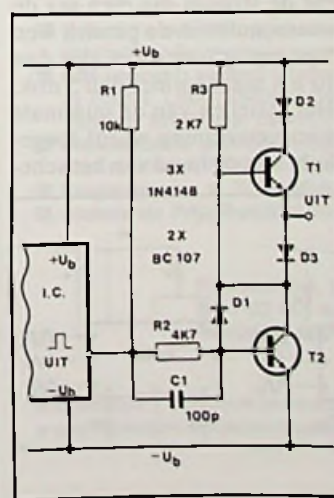 +Ub
R1
10k
R3
2K7
D2
T1
UIT
3X
1N4148
2X
BC 107
D3
+Ub
I.C.
UIT
-Ub
D1
R2
4K7
T2
C1
100p
-Ub